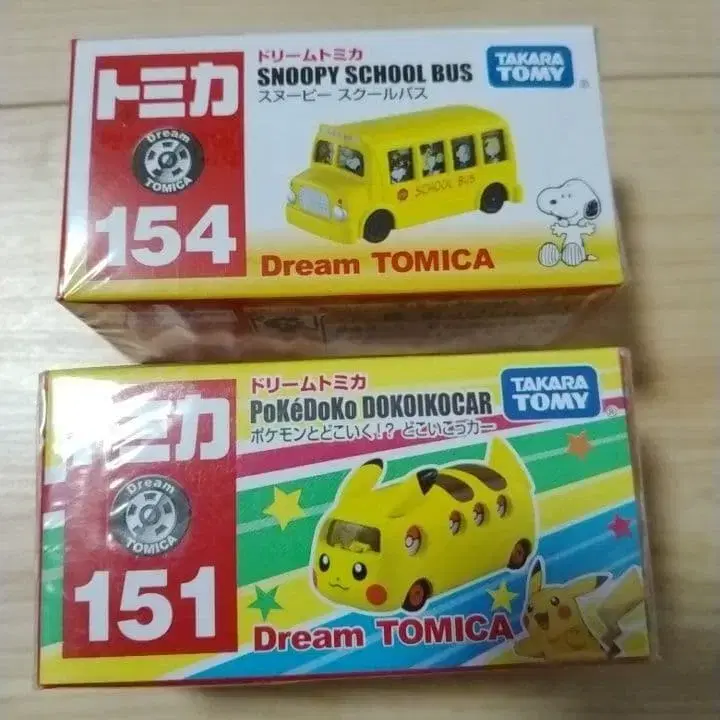 トミカ
Dream
TOMICA
154
ドリームトミカ
SNOOPY SCHOOL BUS
スヌーピー スクールバス
TAKARA
TOMY
®
SCHOOL BUS
Dream TOMICA
トミカ
Dream
TOMICA
151
ドリームトミカ
PoKéDoKo DOKOIKOCAR
ポケモンとどこいく!? どこいこっカー
TAKARA
TOMY
®
Dream TOMICA